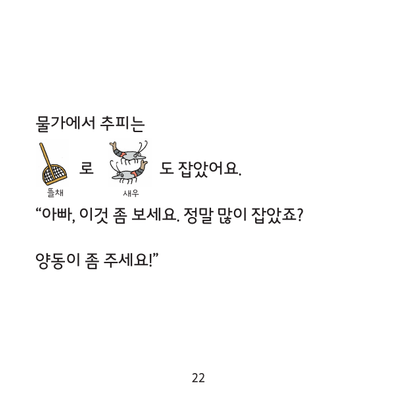 물가에서 추피는
로 도 잡았어요.
뜰채 새우
“아빠, 이것 좀 보세요. 정말 많이 잡았죠?
양동이 좀 주세요!”
22